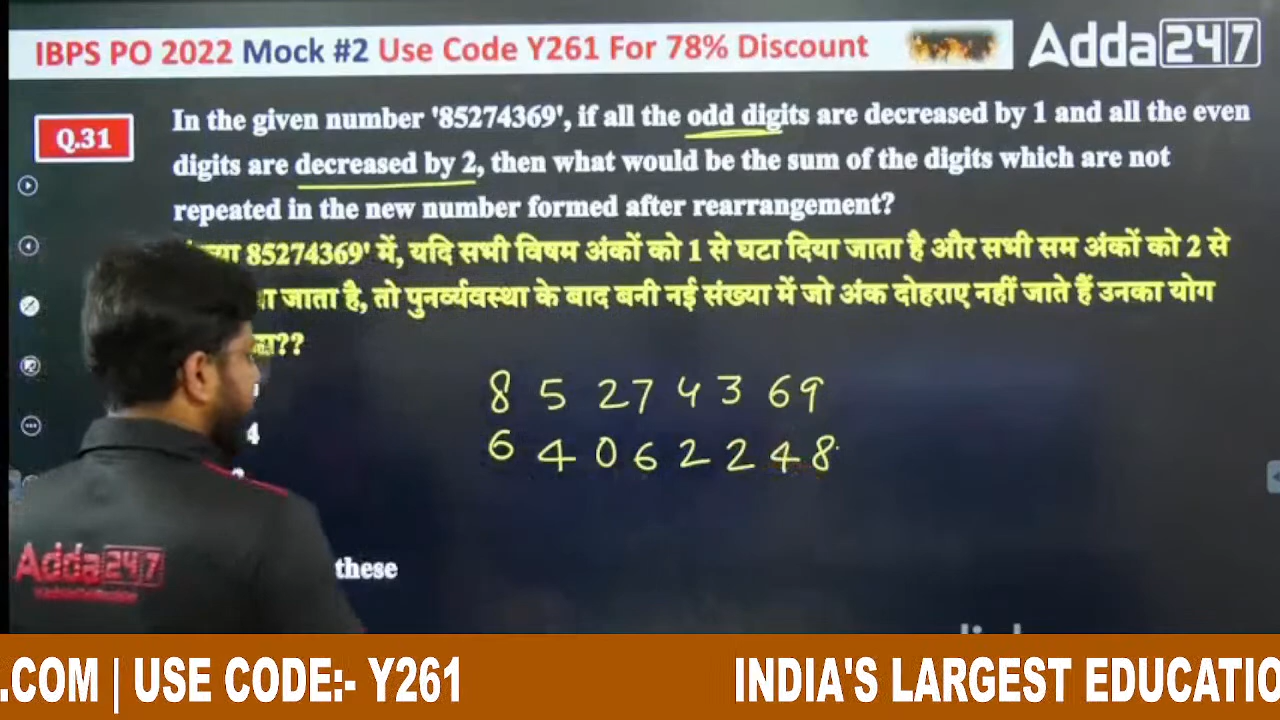 IBPS PO 2022 Mock #2 Use Code Y261 For 78% Discount
Adda247
Q.31
In the given number '85274369', if all the odd digits are decreased by 1 and all the even
digits are decreased by 2, then what would be the sum of the digits which are not
repeated in the new number formed after rearrangement?
85274369' में, यदि सभी विषम अंकों को 1 से घटा दिया जाता है और सभी सम अंकों को 2 से
जाता है, तो पुनर्व्यवस्था के बाद बनी नई संख्या में जो अंक दोहराए नहीं जाते हैं उनका योग
??
8 5 2 7 4 3 6 9
4
6 4 0 6 2 2 4 8
Adda247
these
.COM | USE CODE:- Y261
INDIA'S LARGEST EDUCATIO